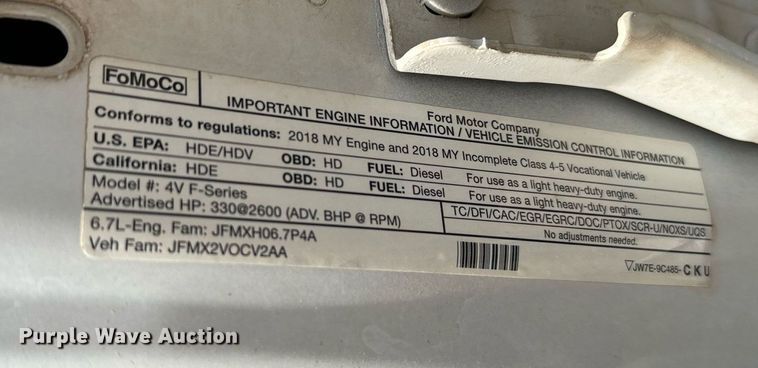 FoMoCo
Ford Motor Company
IMPORTANT ENGINE INFORMATION / VEHICLE EMISSION CONTROL INFORMATION
Conforms to regulations: 2018 MY Engine and 2018 MY Incomplete Class 4-5 Vocational Vehicle
U.S. EPA: HDE/HDV OBD: HD FUEL: Diesel For use as a light heavy-duty engine.
California: HDE OBD: HD FUEL: Diesel For use as a light heavy-duty engine.
Model #: 4V F-Series
Advertised HP: 330@2600 (ADV. BHP @ RPM)
TC/DFI/CAC/EGR/EGRC/DOC/PTOX/SCR-U/NOXS/UQS
No adjustments needed.
6.7L-Eng. Fam: JFMXH06.7P4A
Veh Fam: JFMX2VOCV2AA
JW7E-9C485- CKU
Purple Wave Auction